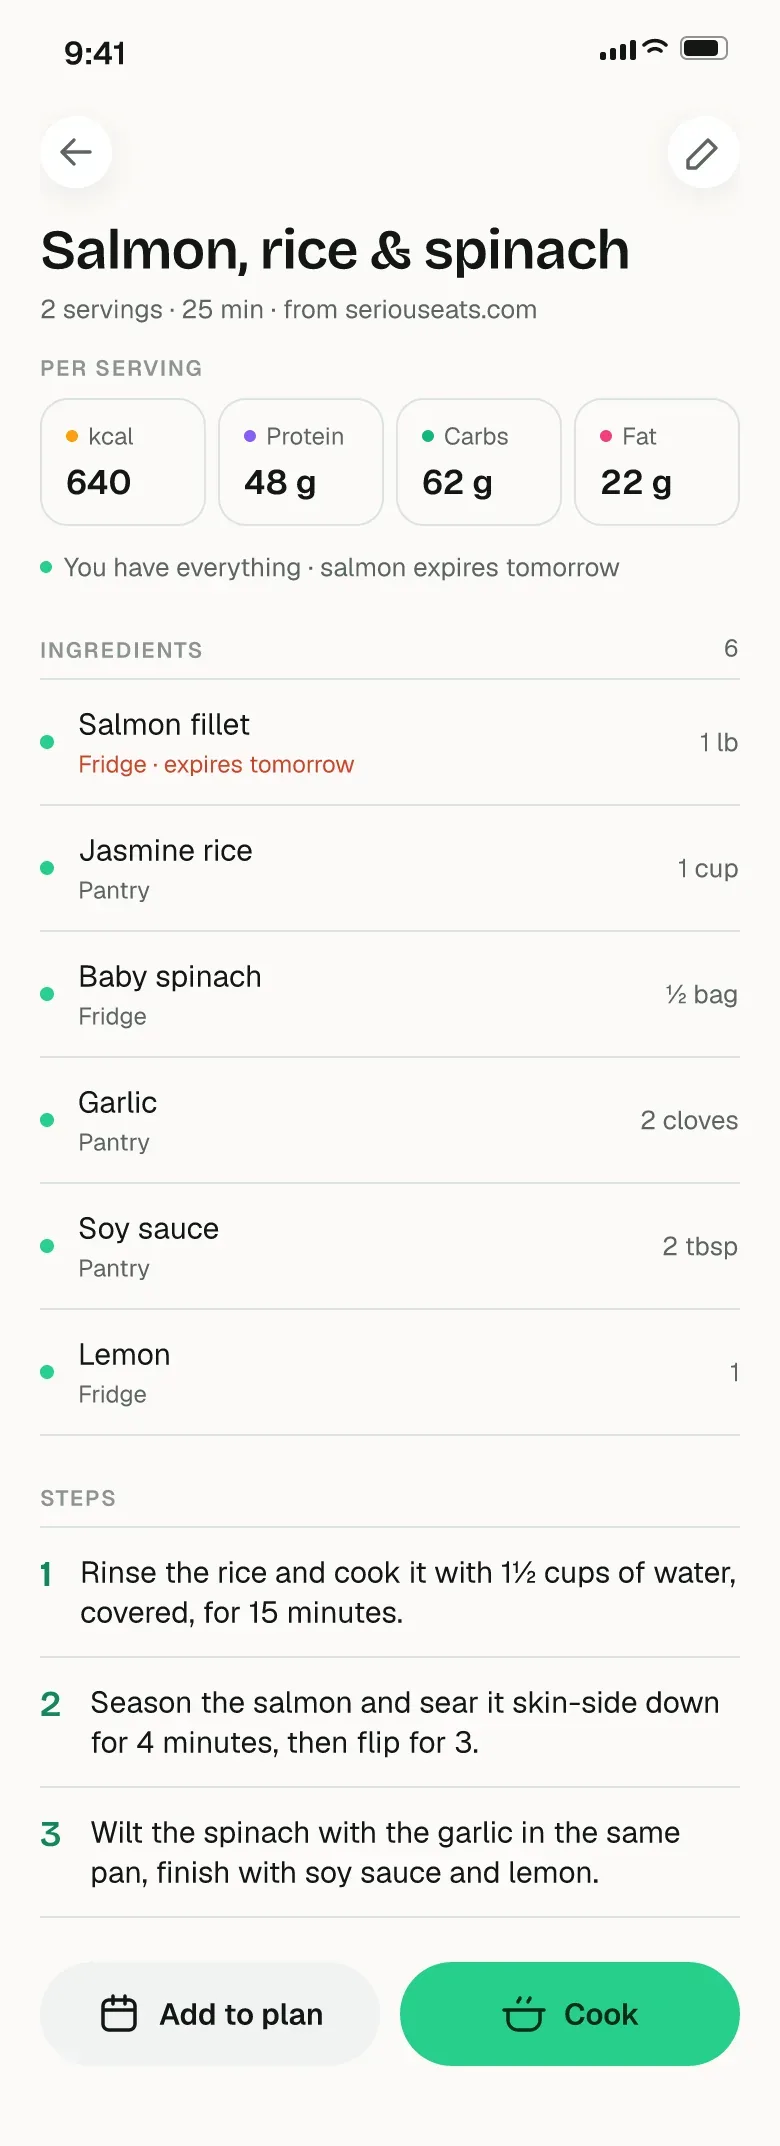 9:41
Salmon, rice & spinach
2 servings · 25 min · from seriouseats.com
PER SERVING
kcal
640
Protein
48 g
Carbs
62 g
Fat
22 g
You have everything · salmon expires tomorrow
INGREDIENTS 6
Salmon fillet
Fridge · expires tomorrow
1 lb
Jasmine rice
Pantry
1 cup
Baby spinach
Fridge
½ bag
Garlic
Pantry
2 cloves
Soy sauce
Pantry
2 tbsp
Lemon
Fridge
1
STEPS
1 Rinse the rice and cook it with 1½ cups of water,
covered, for 15 minutes.
2 Season the salmon and sear it skin-side down
for 4 minutes, then flip for 3.
3 Wilt the spinach with the garlic in the same
pan, finish with soy sauce and lemon.
Add to plan
Cook